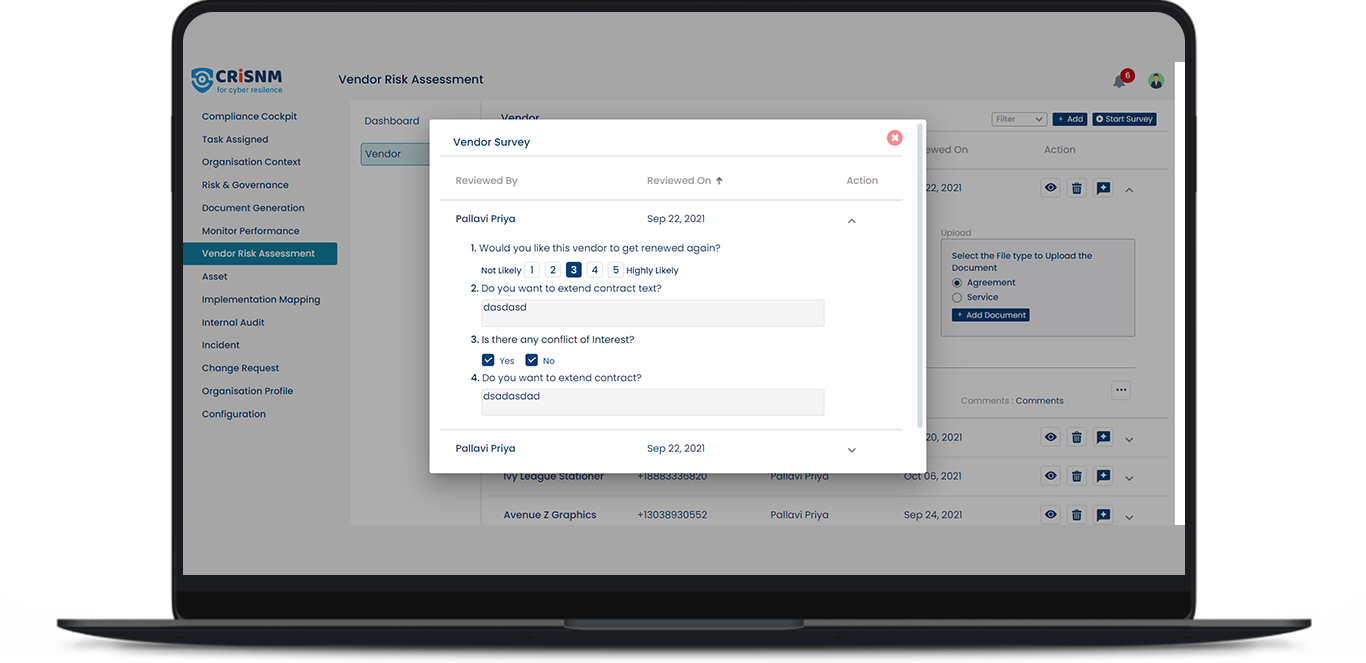 CRiSNM
for cyber resilence
Vendor Risk Assessment
6
Compliance Cockpit
Task Assigned
Organisation Context
Risk & Governance
Document Generation
Monitor Performance
Vendor Risk Assessment
Asset
Implementation Mapping
Internal Audit
Incident
Change Request
Organisation Profile
Configuration
Dashboard
Vendor
Vendor
Filter
+ Add
Start Survey
Action
22, 2021
Upload
Select the File type to Upload the
Document
Agreement
Service
+ Add Document
Comments : Comments
20, 2021
Vendor Survey
Reviewed By Reviewed On Action
Pallavi Priya Sep 22, 2021
1. Would you like this vendor to get renewed again?
Not Likely 1 2 3 4 5 Highly Likely
2. Do you want to extend contract text?
dasdasd
3. Is there any conflict of Interest?
Yes No
4. Do you want to extend contract?
dsadasdad
Pallavi Priya Sep 22, 2021
Ivy League Stationer +18883336820 Pallavi Priya Oct 06, 2021
Avenue Z Graphics +13038930552 Pallavi Priya Sep 24, 2021